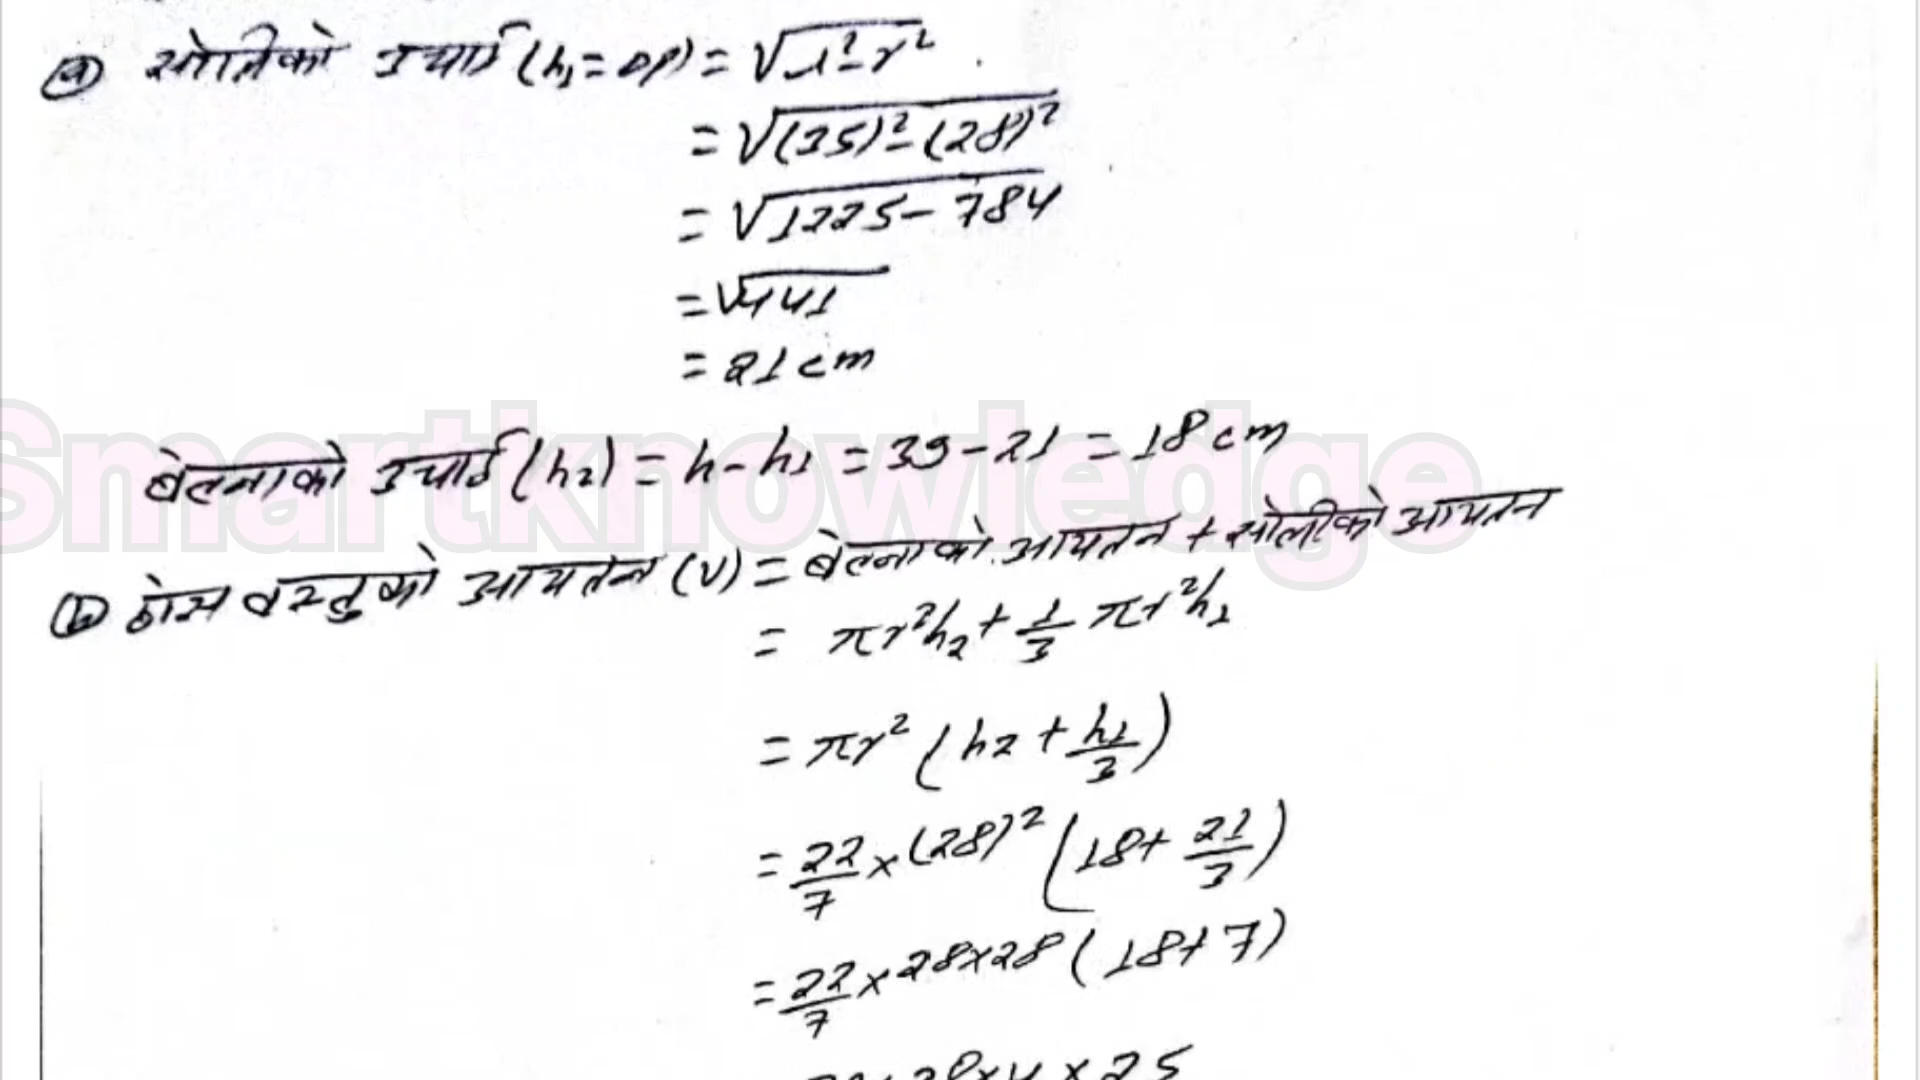 (a) सोलिको उचाई (h₁ = OP) = √l² - r²
= √(35)² - (28)²
= √1225 - 784
= √441
= 21 cm
Smartknowledge
बेलनाको उचाई (h₂) = h - h₁ = 39 - 21 = 18 cm
(b) ठोस वस्तुको आयतन (V) = बेलनाको आयतन + सोलीको आयतन
= πr²h₂ + 1/3 πr²h₁
= πr² (h₂ + h₁/3)
= 22/7 × (28)² (18 + 21/3)
= 22/7 × 28×28 (18+7)